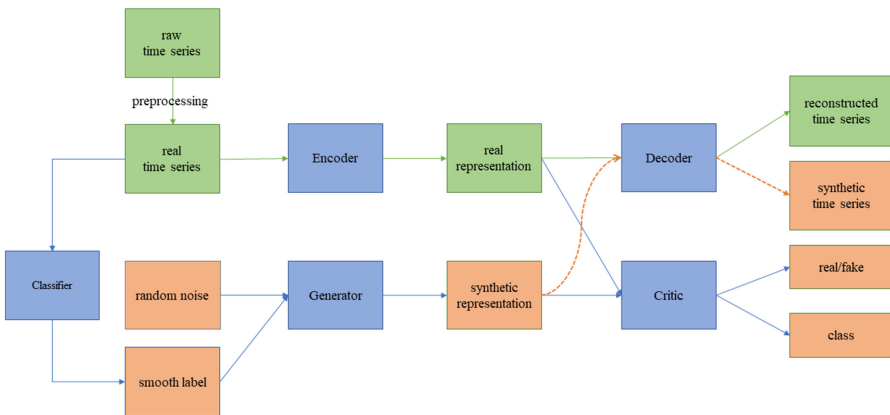 raw
time series
preprocessing
real
time series
Encoder
real
representation
Decoder
reconstructed
time series
synthetic
time series
Classifier
random noise
Generator
synthetic
representation
Critic
real/fake
class
smooth label